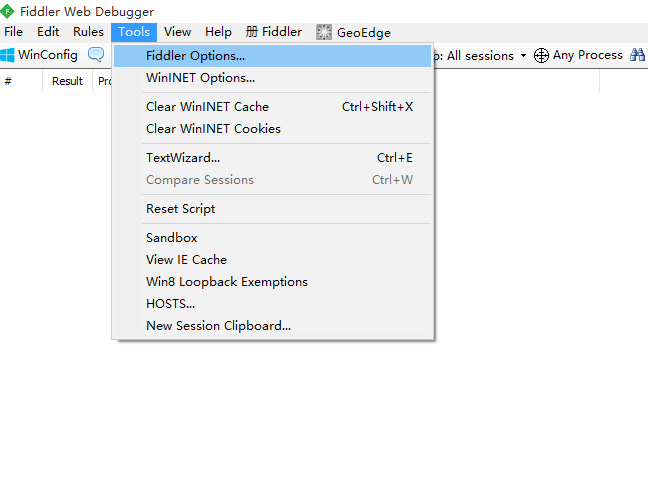 Fiddler Web Debugger
File Edit Rules Tools View Help 册 Fiddler GeoEdge
WinConfig : All sessions Any Process
# Result
Fiddler Options...
WinINET Options...
Clear WinINET Cache Ctrl+Shift+X
Clear WinINET Cookies
TextWizard... Ctrl+E
Compare Sessions Ctrl+W
Reset Script
Sandbox
View IE Cache
Win8 Loopback Exemptions
HOSTS...
New Session Clipboard...